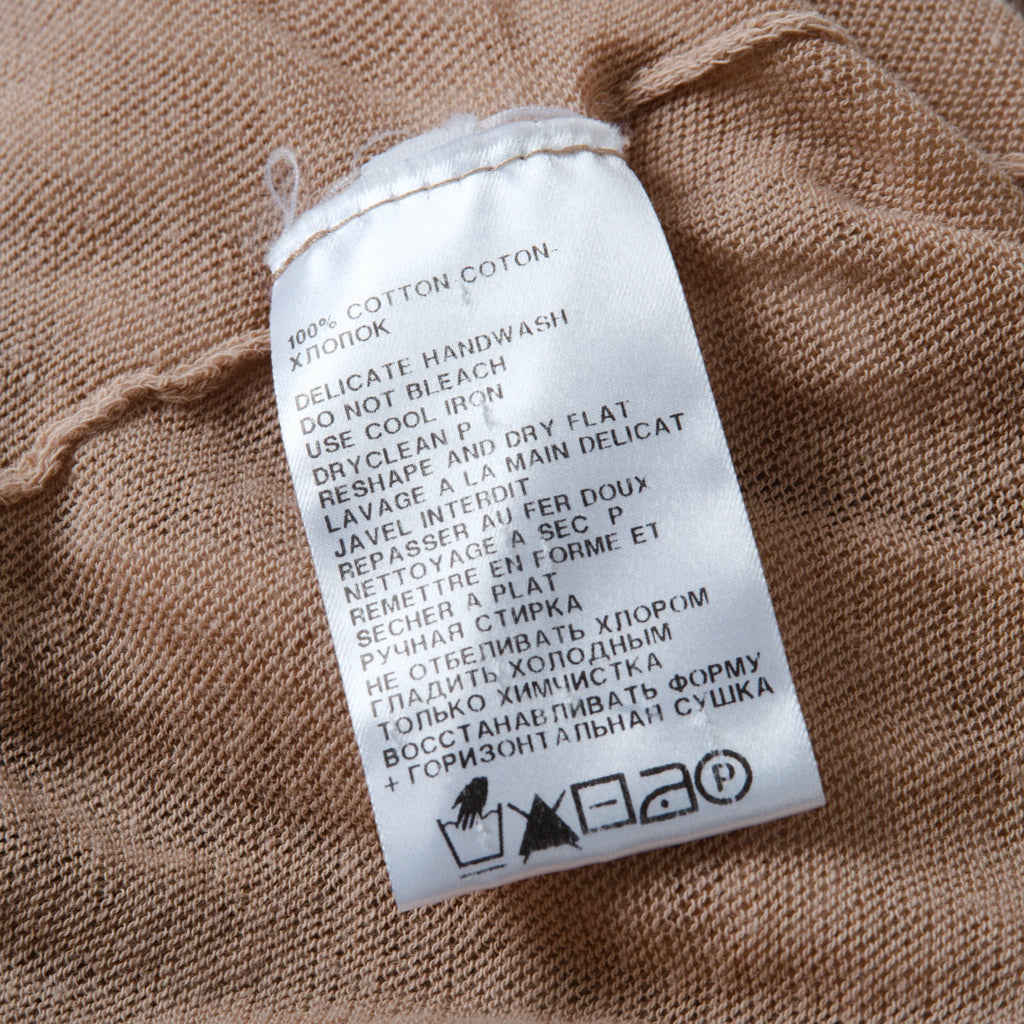 100% COTTON-COTON-
ХЛОПОК
DELICATE HANDWASH
DO NOT BLEACH
USE COOL IRON
DRYCLEAN P
RESHAPE AND DRY FLAT
LAVAGE A LA MAIN DELICAT
JAVEL INTERDIT
REPASSER AU FER DOUX
NETTOYAGE A SEC P
REMETTRE EN FORME ET
SECHER A PLAT
РУЧНАЯ СТИРКА
НЕ ОТБЕЛИВАТЬ ХЛОРОМ
ГЛАДИТЬ ХОЛОДНЫМ
ТОЛЬКО ХИМЧИСТКА
ВОССТАНАВЛИВАТЬ ФОРМУ
+ ГОРИЗОНТАЛЬНАЯ СУШКА
P